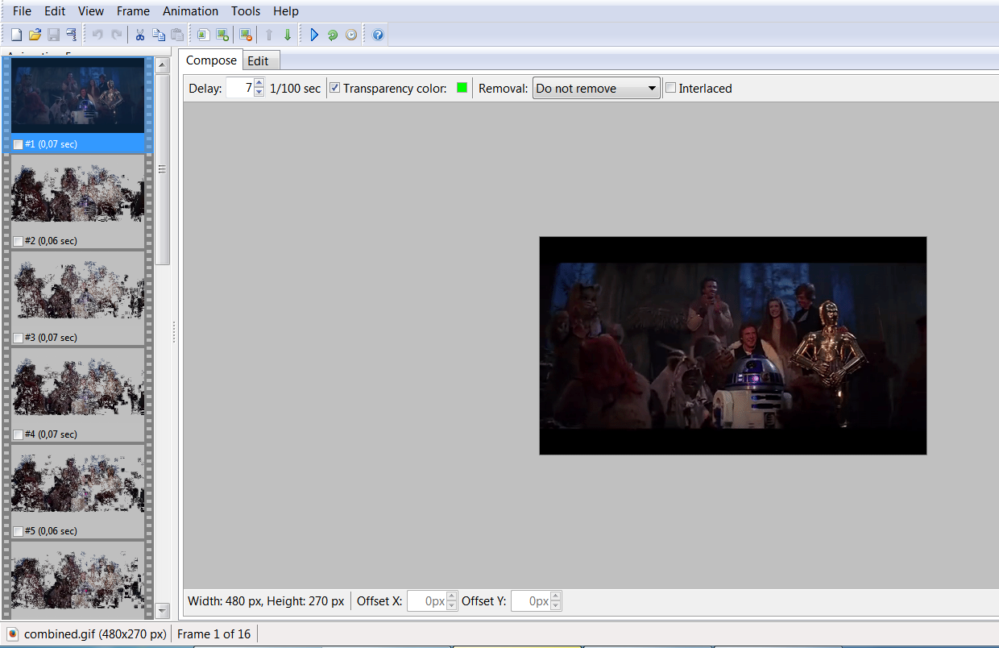 File Edit View Frame Animation Tools Help
Compose Edit
Delay: 7 1/100 sec Transparency color: Removal: Do not remove Interlaced
#1 (0,07 sec)
#2 (0,06 sec)
#3 (0,07 sec)
#4 (0,07 sec)
#5 (0,06 sec)
Width: 480 px, Height: 270 px Offset X: 0px Offset Y: 0px
combined.gif (480x270 px) Frame 1 of 16